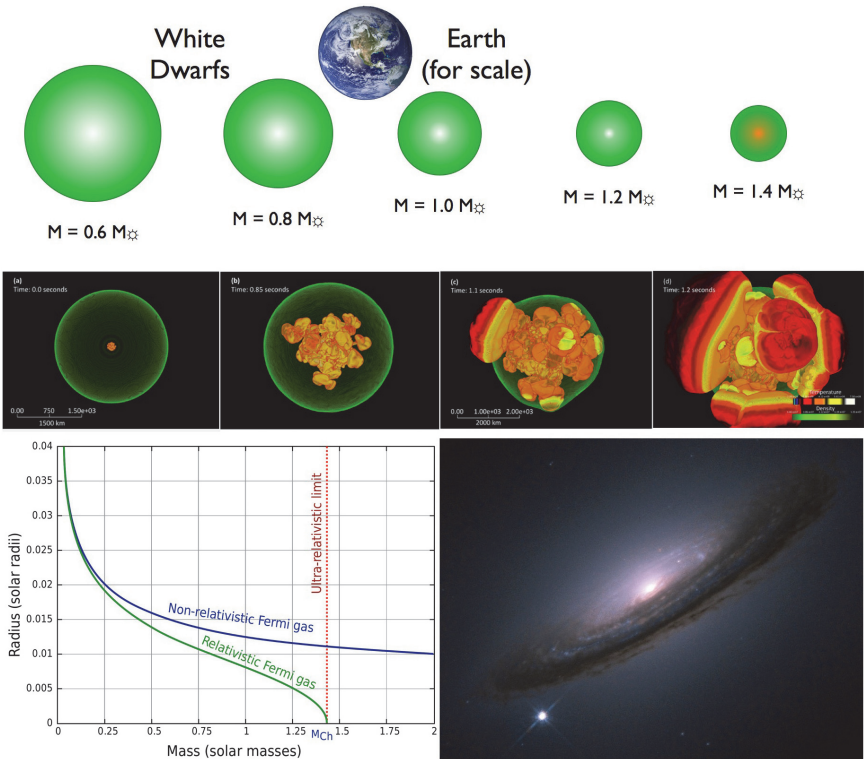 White
Dwarfs
Earth
(for scale)
M = 0.6 M☼
M = 0.8 M☼
M = 1.0 M☼
M = 1.2 M☼
M = 1.4 M☼
(a)
Time: 0.0 seconds
0.00 750 1.50e+03
1500 km
(b)
Time: 0.85 seconds
(c)
Time: 1.1 seconds
0.00 1.00e+03 2.00e+03
2000 km
(d)
Time: 1.2 seconds
Density
0.04
0.035
0.03
0.025
0.02
0.015
0.01
0.005
0
Radius (solar radii)
Non-relativistic Fermi gas
Relativistic Fermi gas
Ultra-relativistic limit
0 0.25 0.5 0.75 1 1.25 MCh 1.5 1.75 2
Mass (solar masses)